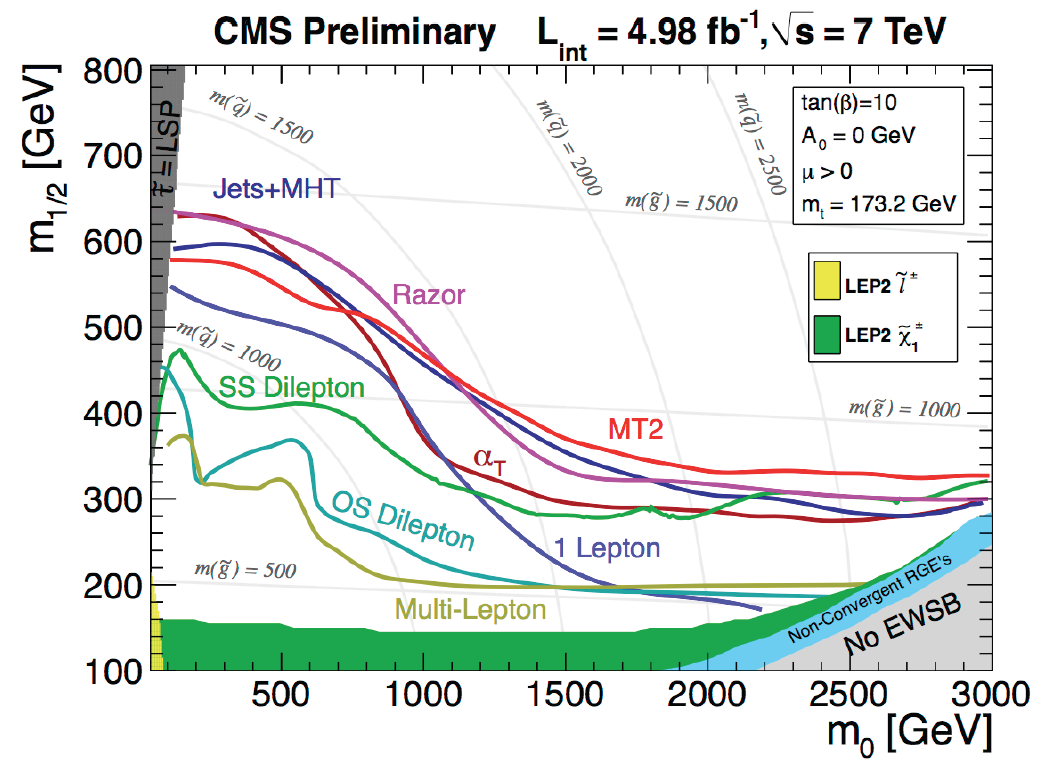 CMS Preliminary L_int = 4.98 fb⁻¹, √s = 7 TeV
m_1/2 [GeV]
800
700
600
500
400
300
200
100
τ̃ = LSP
m(q̃) = 1500
m(q̃) = 2000
m(q̃) = 2500
tan(β)=10
A₀ = 0 GeV
μ > 0
m_t = 173.2 GeV
Jets+MHT
m(g̃) = 1500
LEP2 l̃±
LEP2 χ̃₁±
Razor
m(q̃) = 1000
SS Dilepton
MT2
m(g̃) = 1000
α_T
OS Dilepton
1 Lepton
m(g̃) = 500
Multi-Lepton
Non-Convergent RGE's
No EWSB
500 1000 1500 2000 2500 3000
m₀ [GeV]